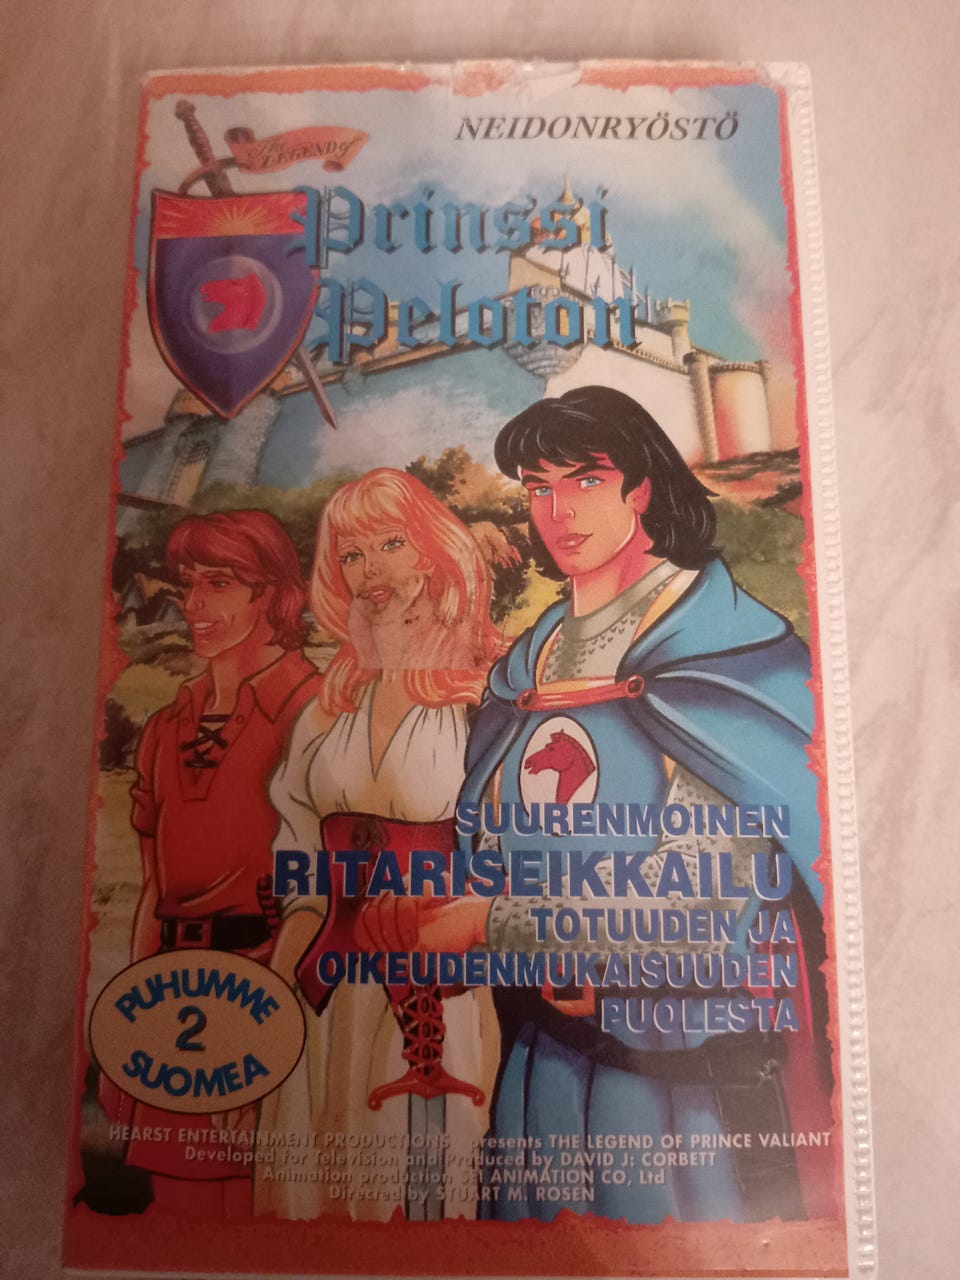 NEIDONRYÖSTÖ
The
LEGEND of
Prinssi
Peloton
SUURENMOINEN
RITARISEIKKAILU
TOTUUDEN JA
OIKEUDENMUKAISUUDEN
PUOLESTA
PUHUMME
2
SUOMEA
HEARST ENTERTAINMENT PRODUCTIONS presents THE LEGEND OF PRINCE VALIANT
Developed for Television and Produced by DAVID J: CORBETT
Animation production SEI ANIMATION CO, Ltd
Directed by STUART M. ROSEN